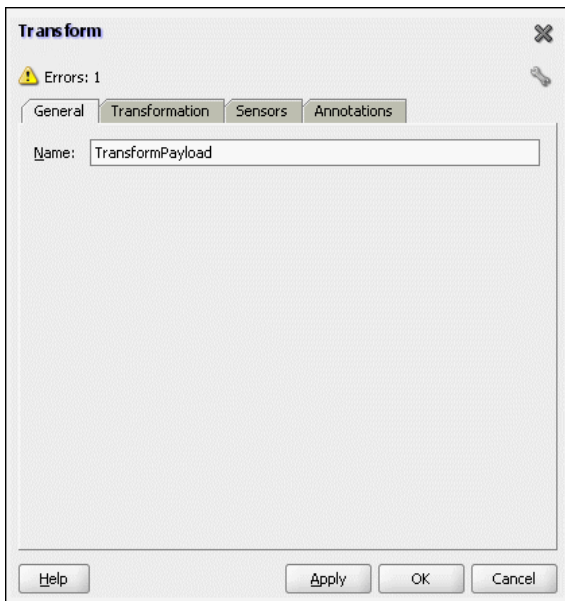 Transform
Errors: 1
General Transformation Sensors Annotations
Name: TransformPayload
Help Apply OK Cancel